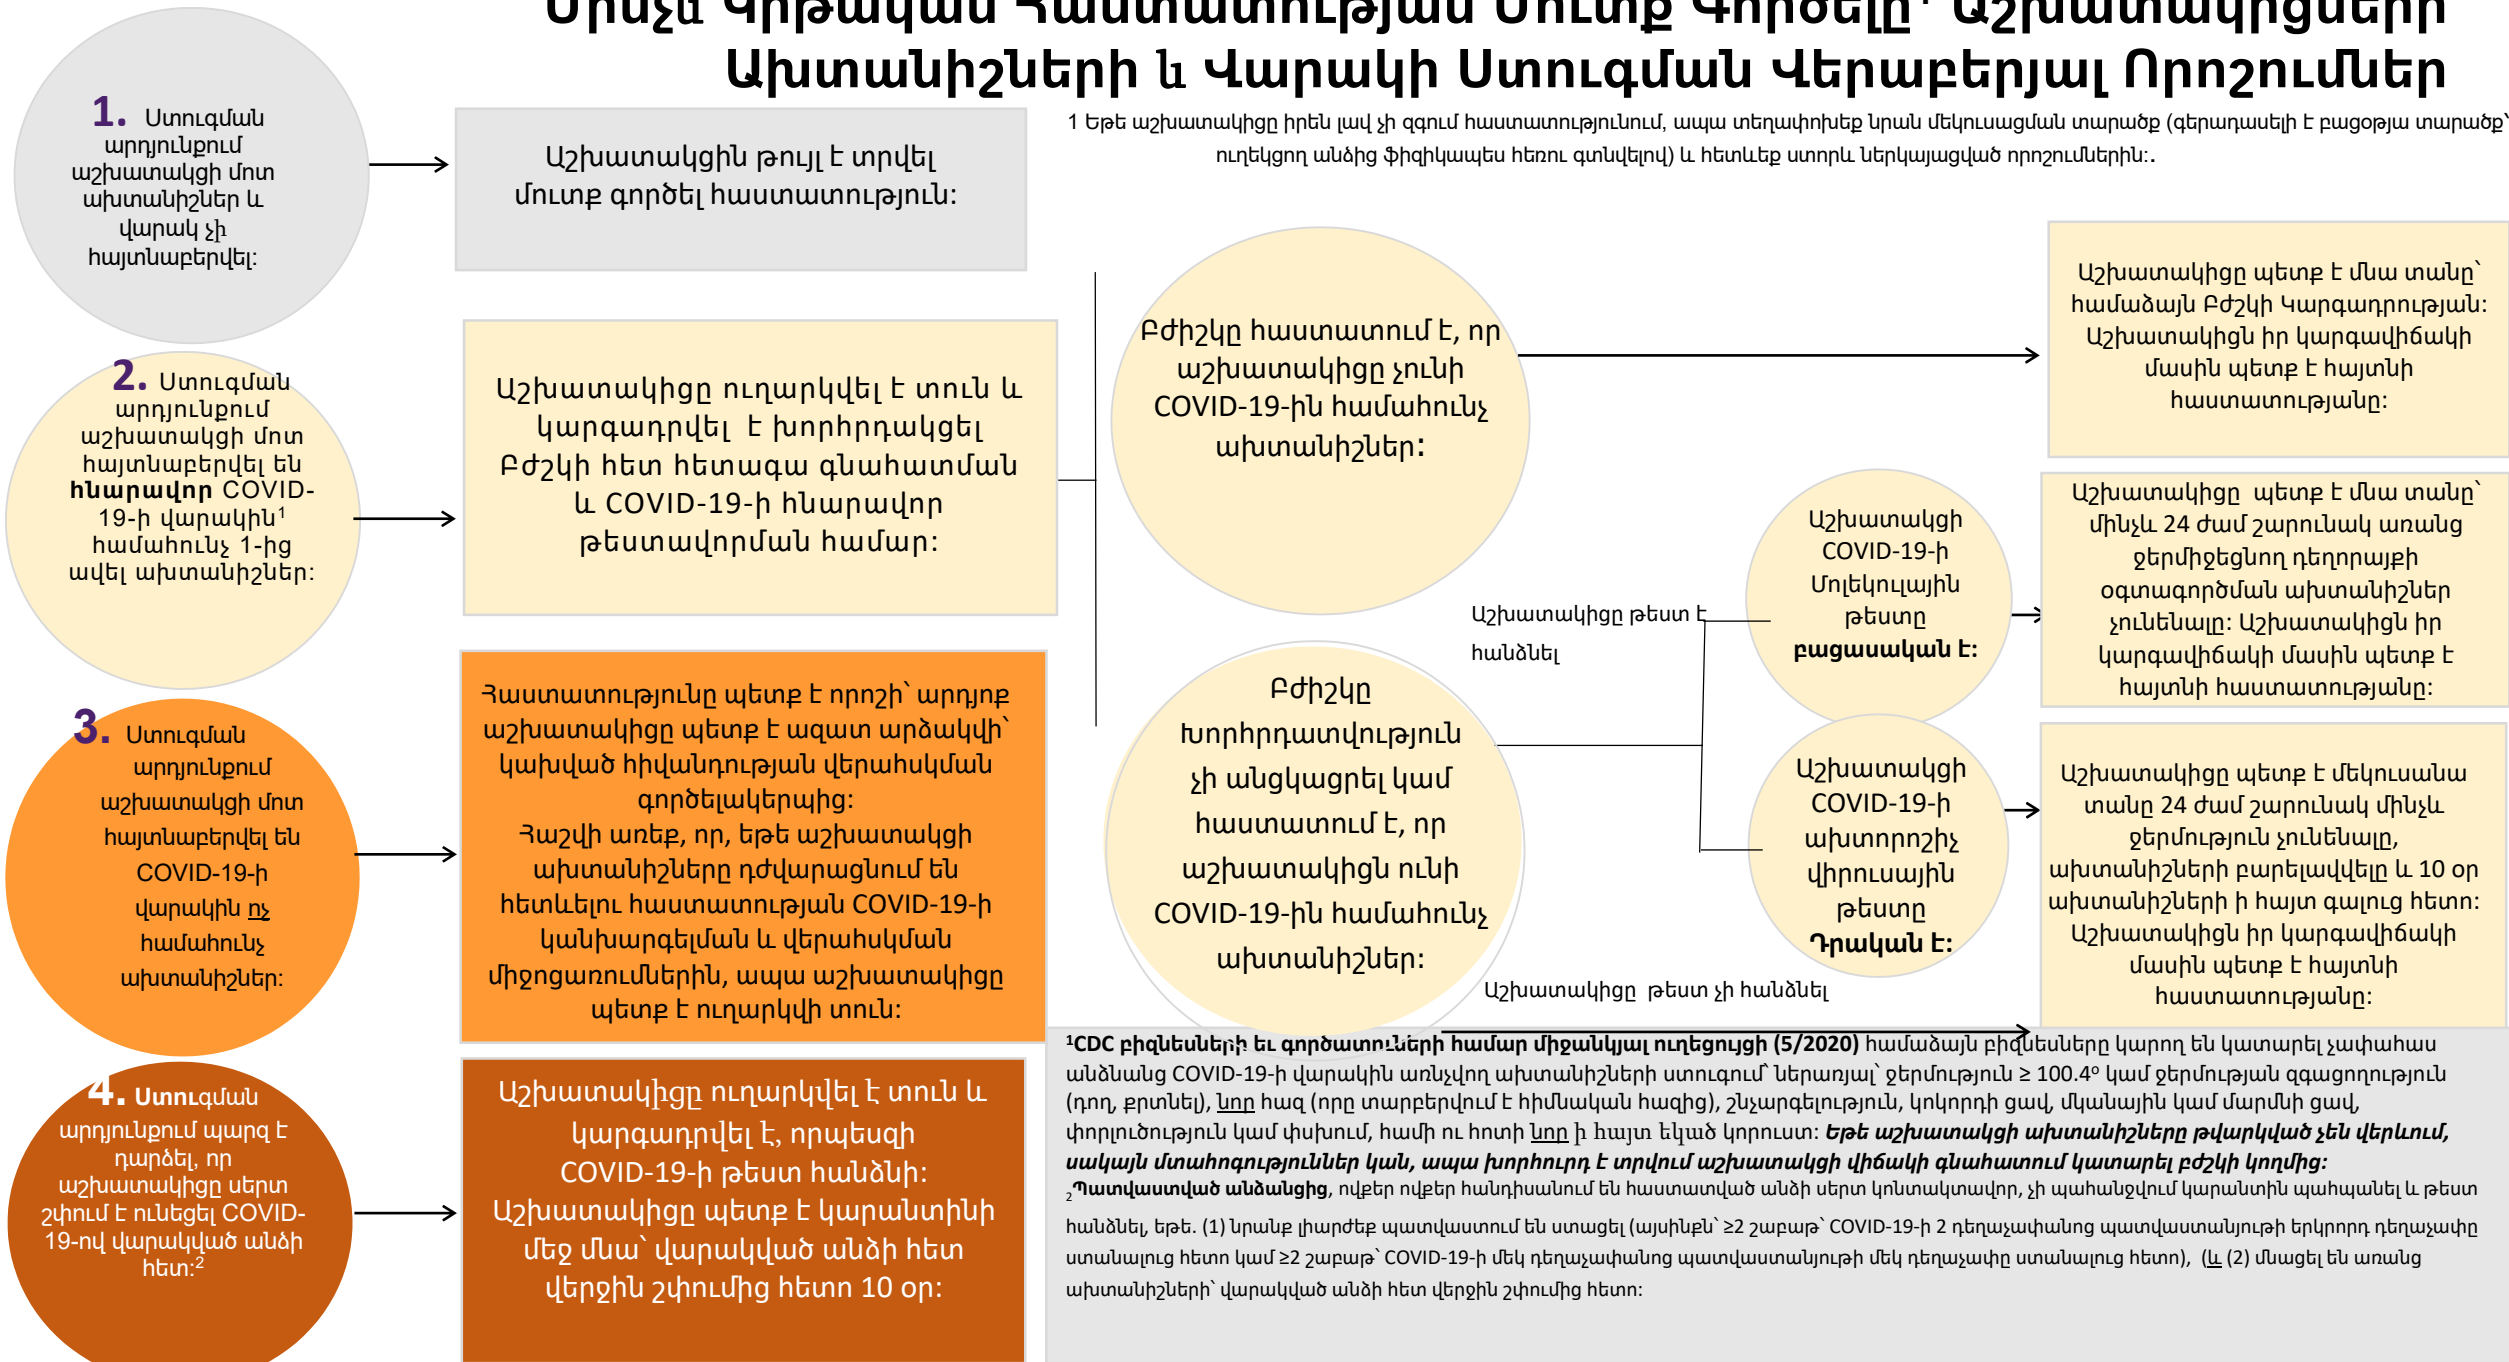 Մինչև Կրթական Հաստատության Մուտք Գործելը¹ Աշխատակիցների
Ախտանիշների և Վարակի Ստուգման Վերաբերյալ Որոշումներ
1 Եթե աշխատակիցը իրեն լավ չի զգում հաստատությունում, ապա տեղափոխեք նրան մեկուսացման տարածք (գերադասելի է բացօթյա տարածք՝
ուղեկցող անձից ֆիզիկապես հեռու գտնվելով) և հետևեք ստորև ներկայացված որոշումներին:.
1. Ստուգման
արդյունքում
աշխատակցի մոտ
ախտանիշներ և
վարակ չի
հայտնաբերվել:
Աշխատակցին թույլ է տրվել
մուտք գործել հաստատություն:
2. Ստուգման
արդյունքում
աշխատակցի մոտ
հայտնաբերվել են
հնարավոր COVID-
19-ի վարակին¹
համահունչ 1-ից
ավել ախտանիշներ:
Աշխատակիցը ուղարկվել է տուն և
կարգադրվել է խորհրդակցել
Բժշկի հետ հետագա գնահատման
և COVID-19-ի հնարավոր
թեստավորման համար:
Բժիշկը հաստատում է, որ
աշխատակիցը չունի
COVID-19-ին համահունչ
ախտանիշներ:
Աշխատակիցը պետք է մնա տանը՝
համաձայն Բժշկի Կարգադրության:
Աշխատակիցն իր կարգավիճակի
մասին պետք է հայտնի
հաստատությանը:
Բժիշկը
Խորհրդատվություն
չի անցկացրել կամ
հաստատում է, որ
աշխատակիցն ունի
COVID-19-ին համահունչ
ախտանիշներ:
Աշխատակիցը թեստ է
հանձնել
Աշխատակցի
COVID-19-ի
Մոլեկուլային
թեստը
բացասական է:
Աշխատակիցը պետք է մնա տանը՝
մինչև 24 ժամ շարունակ առանց
ջերմիջեցնող դեղորայքի
օգտագործման ախտանիշներ
չունենալը: Աշխատակիցն իր
կարգավիճակի մասին պետք է
հայտնի հաստատությանը:
Աշխատակցի
COVID-19-ի
ախտորոշիչ
վիրուսային
թեստը
Դրական է:
Աշխատակիցը պետք է մեկուսանա
տանը 24 ժամ շարունակ մինչև
ջերմություն չունենալը,
ախտանիշների բարելավվելը և 10 օր
ախտանիշների ի հայտ գալուց հետո:
Աշխատակիցն իր կարգավիճակի
մասին պետք է հայտնի
հաստատությանը:
Աշխատակիցը թեստ չի հանձնել
3. Ստուգման
արդյունքում
աշխատակցի մոտ
հայտնաբերվել են
COVID-19-ի
վարակին ոչ
համահունչ
ախտանիշներ:
Հաստատությունը պետք է որոշի՝ արդյոք
աշխատակիցը պետք է ազատ արձակվի՝
կախված հիվանդության վերահսկման
գործելակերպից:
Հաշվի առեք, որ, եթե աշխատակցի
ախտանիշները դժվարացնում են
հետևելու հաստատության COVID-19-ի
կանխարգելման և վերահսկման
միջոցառումներին, ապա աշխատակիցը
պետք է ուղարկվի տուն:
4. Ստուգման
արդյունքում պարզ է
դարձել, որ
աշխատակիցը սերտ
շփում է ունեցել COVID-
19-ով վարակված անձի
հետ:²
Աշխատակիցը ուղարկվել է տուն և
կարգադրվել է, որպեսզի
COVID-19-ի թեստ հանձնի:
Աշխատակիցը պետք է կարանտինի
մեջ մնա՝ վարակված անձի հետ
վերջին շփումից հետո 10 օր:
¹CDC բիզնեսների եւ գործատուների համար միջանկյալ ուղեցույցի (5/2020) համաձայն բիզնեսները կարող են կատարել չափահաս
անձնանց COVID-19-ի վարակին առնչվող ախտանիշների ստուգում՝ ներառյալ՝ ջերմություն ≥ 100.4º կամ ջերմության զգացողություն
(դող, քրտնել), նոր հազ (որը տարբերվում է հիմնական հազից), շնչարգելություն, կոկորդի ցավ, մկանային կամ մարմնի ցավ,
փորլուծություն կամ փսխում, համի ու հոտի նոր ի հայտ եկած կորուստ: Եթե աշխատակցի ախտանիշները թվարկված չեն վերևում,
սակայն մտահոգություններ կան, ապա խորհուրդ է տրվում աշխատակցի վիճակի գնահատում կատարել բժշկի կողմից:
₂Պատվաստված անձանցից, ովքեր ովքեր հանդիսանում են հաստատված անձի սերտ կոնտակտավոր, չի պահանջվում կարանտին պահպանել և թեստ
հանձնել, եթե. (1) նրանք լիարժեք պատվաստում են ստացել (այսինքն՝ ≥2 շաբաթ՝ COVID-19-ի 2 դեղաչափանոց պատվաստանյութի երկրորդ դեղաչափը
ստանալուց հետո կամ ≥2 շաբաթ՝ COVID-19-ի մեկ դեղաչափանոց պատվաստանյութի մեկ դեղաչափը ստանալուց հետո), (և (2) մնացել են առանց
ախտանիշների՝ վարակված անձի հետ վերջին շփումից հետո: